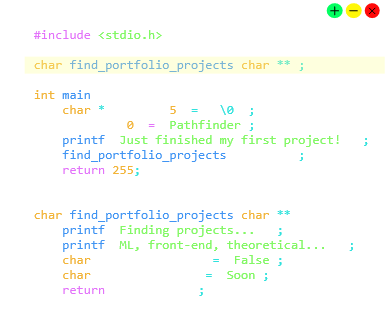 #include <stdio.h>
char find_portfolio_projects char ** ;
int main
char * 5 = \0 ;
0 = Pathfinder ;
printf Just finished my first project! ;
find_portfolio_projects ;
return 255;
char find_portfolio_projects char **
printf Finding projects... ;
printf ML, front-end, theoretical... ;
char = False ;
char = Soon ;
return ;